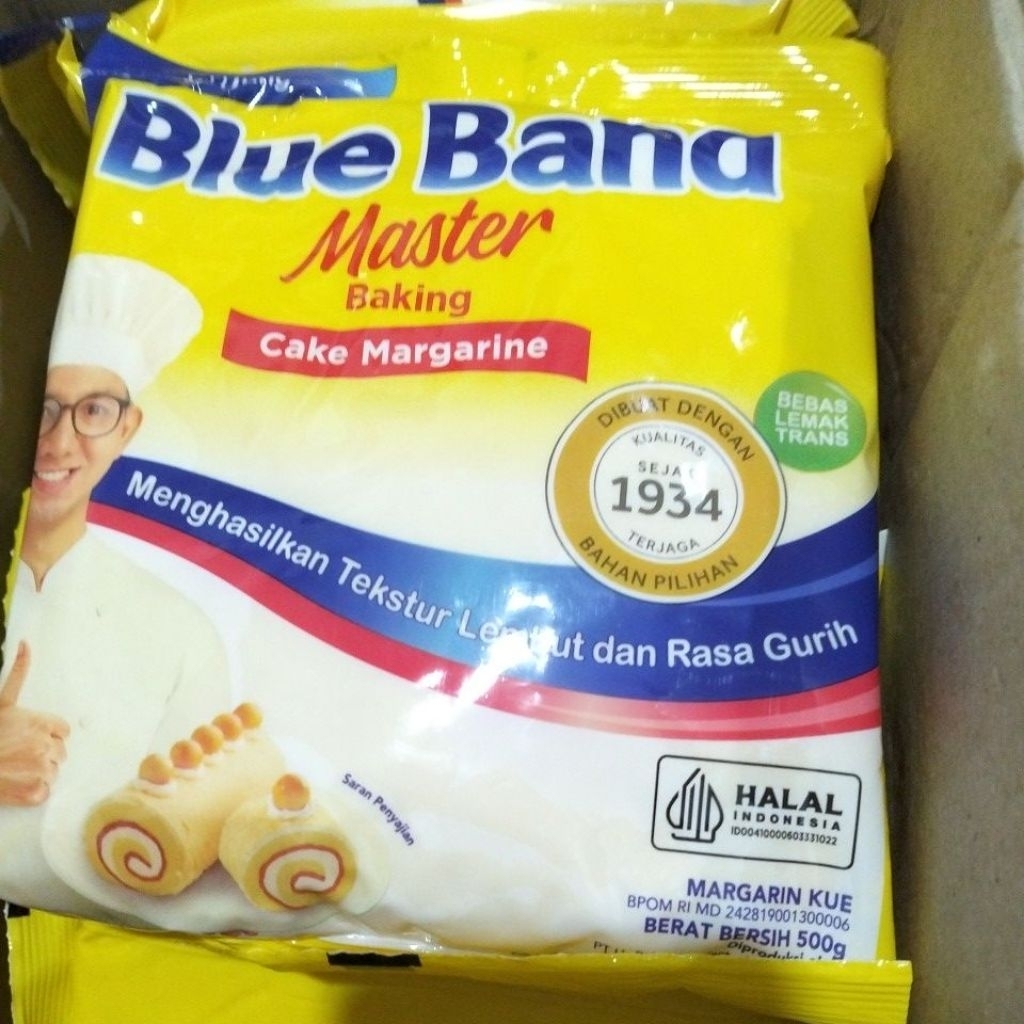 Blue Band
Master
Baking
Cake Margarine
BEBAS
LEMAK
TRANS
DIBUAT DENGAN
KUALITAS
SEJAK
1934
TERJAGA
BAHAN PILIHAN
Menghasilkan Tekstur Lembut dan Rasa Gurih
Saran Penyajian
HALAL
INDONESIA
ID00410000603331022
MARGARIN KUE
BPOM RI MD 242819001300006
BERAT BERSIH 500g